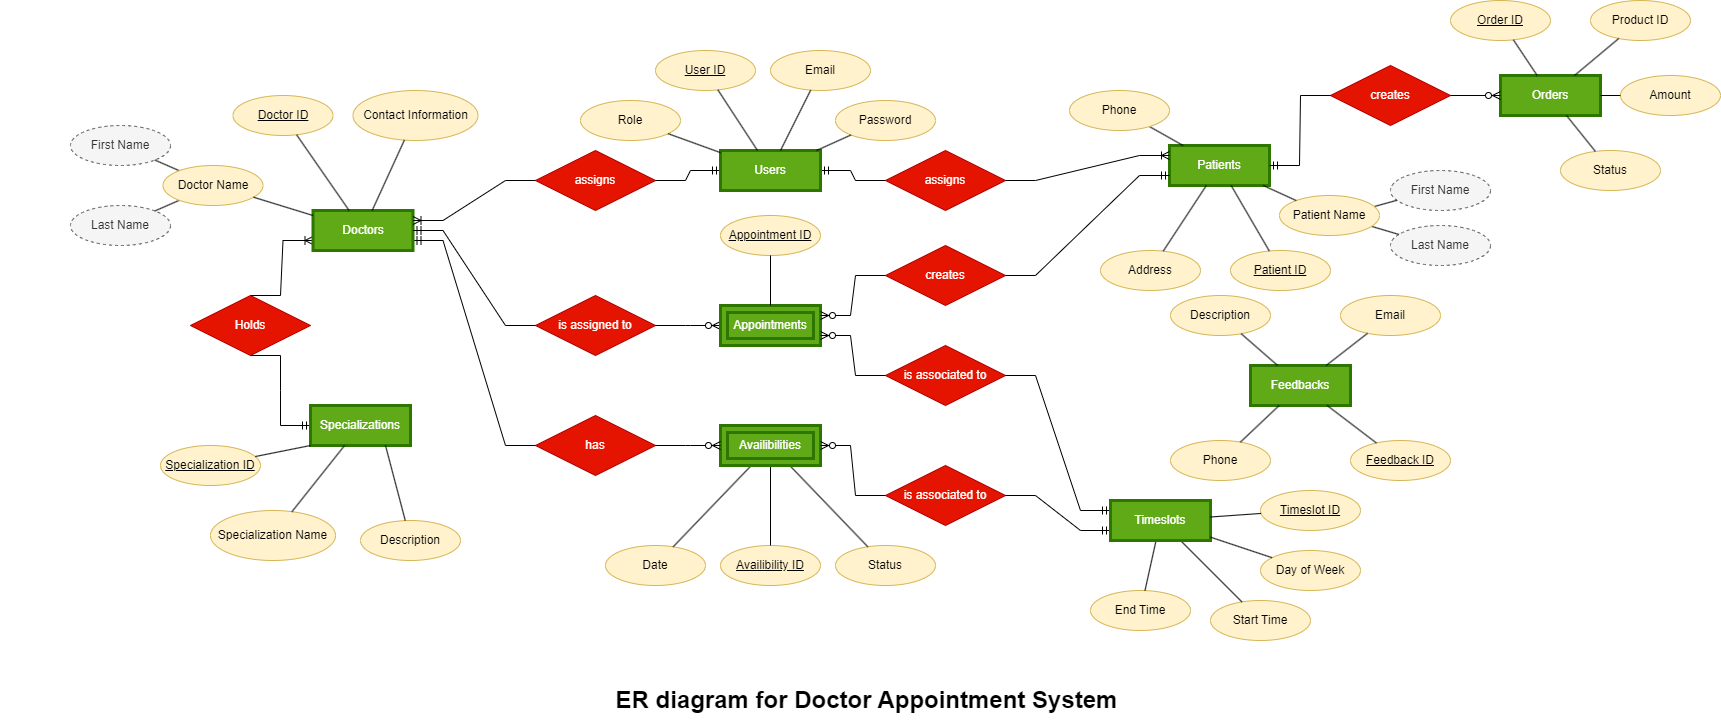 Order ID
Product ID
User ID
Email
Amount
creates
Orders
Doctor ID
Contact Information
Role
Password
Phone
First Name
Doctor Name
Last Name
assigns
Users
assigns
Patients
Status
First Name
Patient Name
Last Name
Doctors
Appointment ID
Address
Patient ID
creates
Holds
is assigned to
Appointments
Description
Email
is associated to
Feedbacks
Specializations
has
Availibilities
Phone
Feedback ID
Specialization ID
is associated to
Timeslots
Timeslot ID
Specialization Name
Description
Date
Availibility ID
Status
Day of Week
End Time
Start Time
ER diagram for Doctor Appointment System